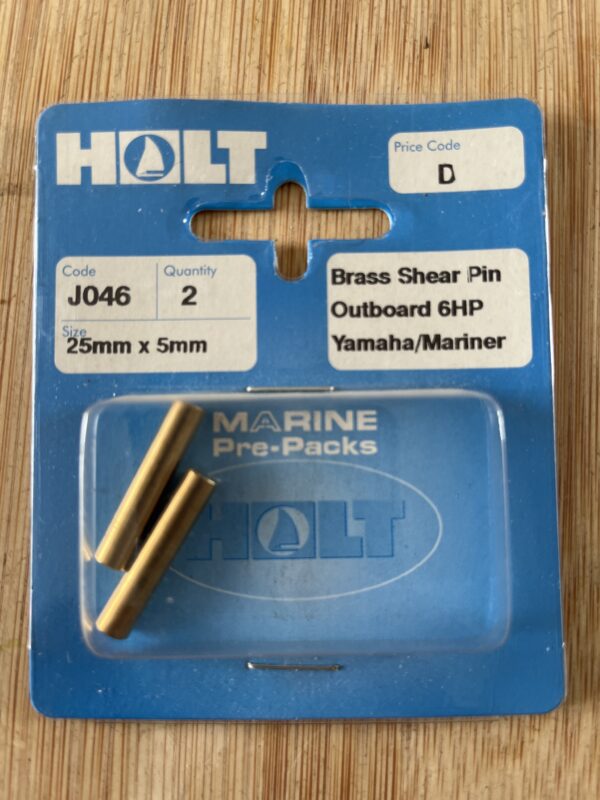 HOLT
Price Code
D
Code
Quantity
J046
2
Size
25mm x 5mm
Brass Shear Pin
Outboard 6HP
Yamaha/Mariner
MARINE
Pre-Packs
HOLT